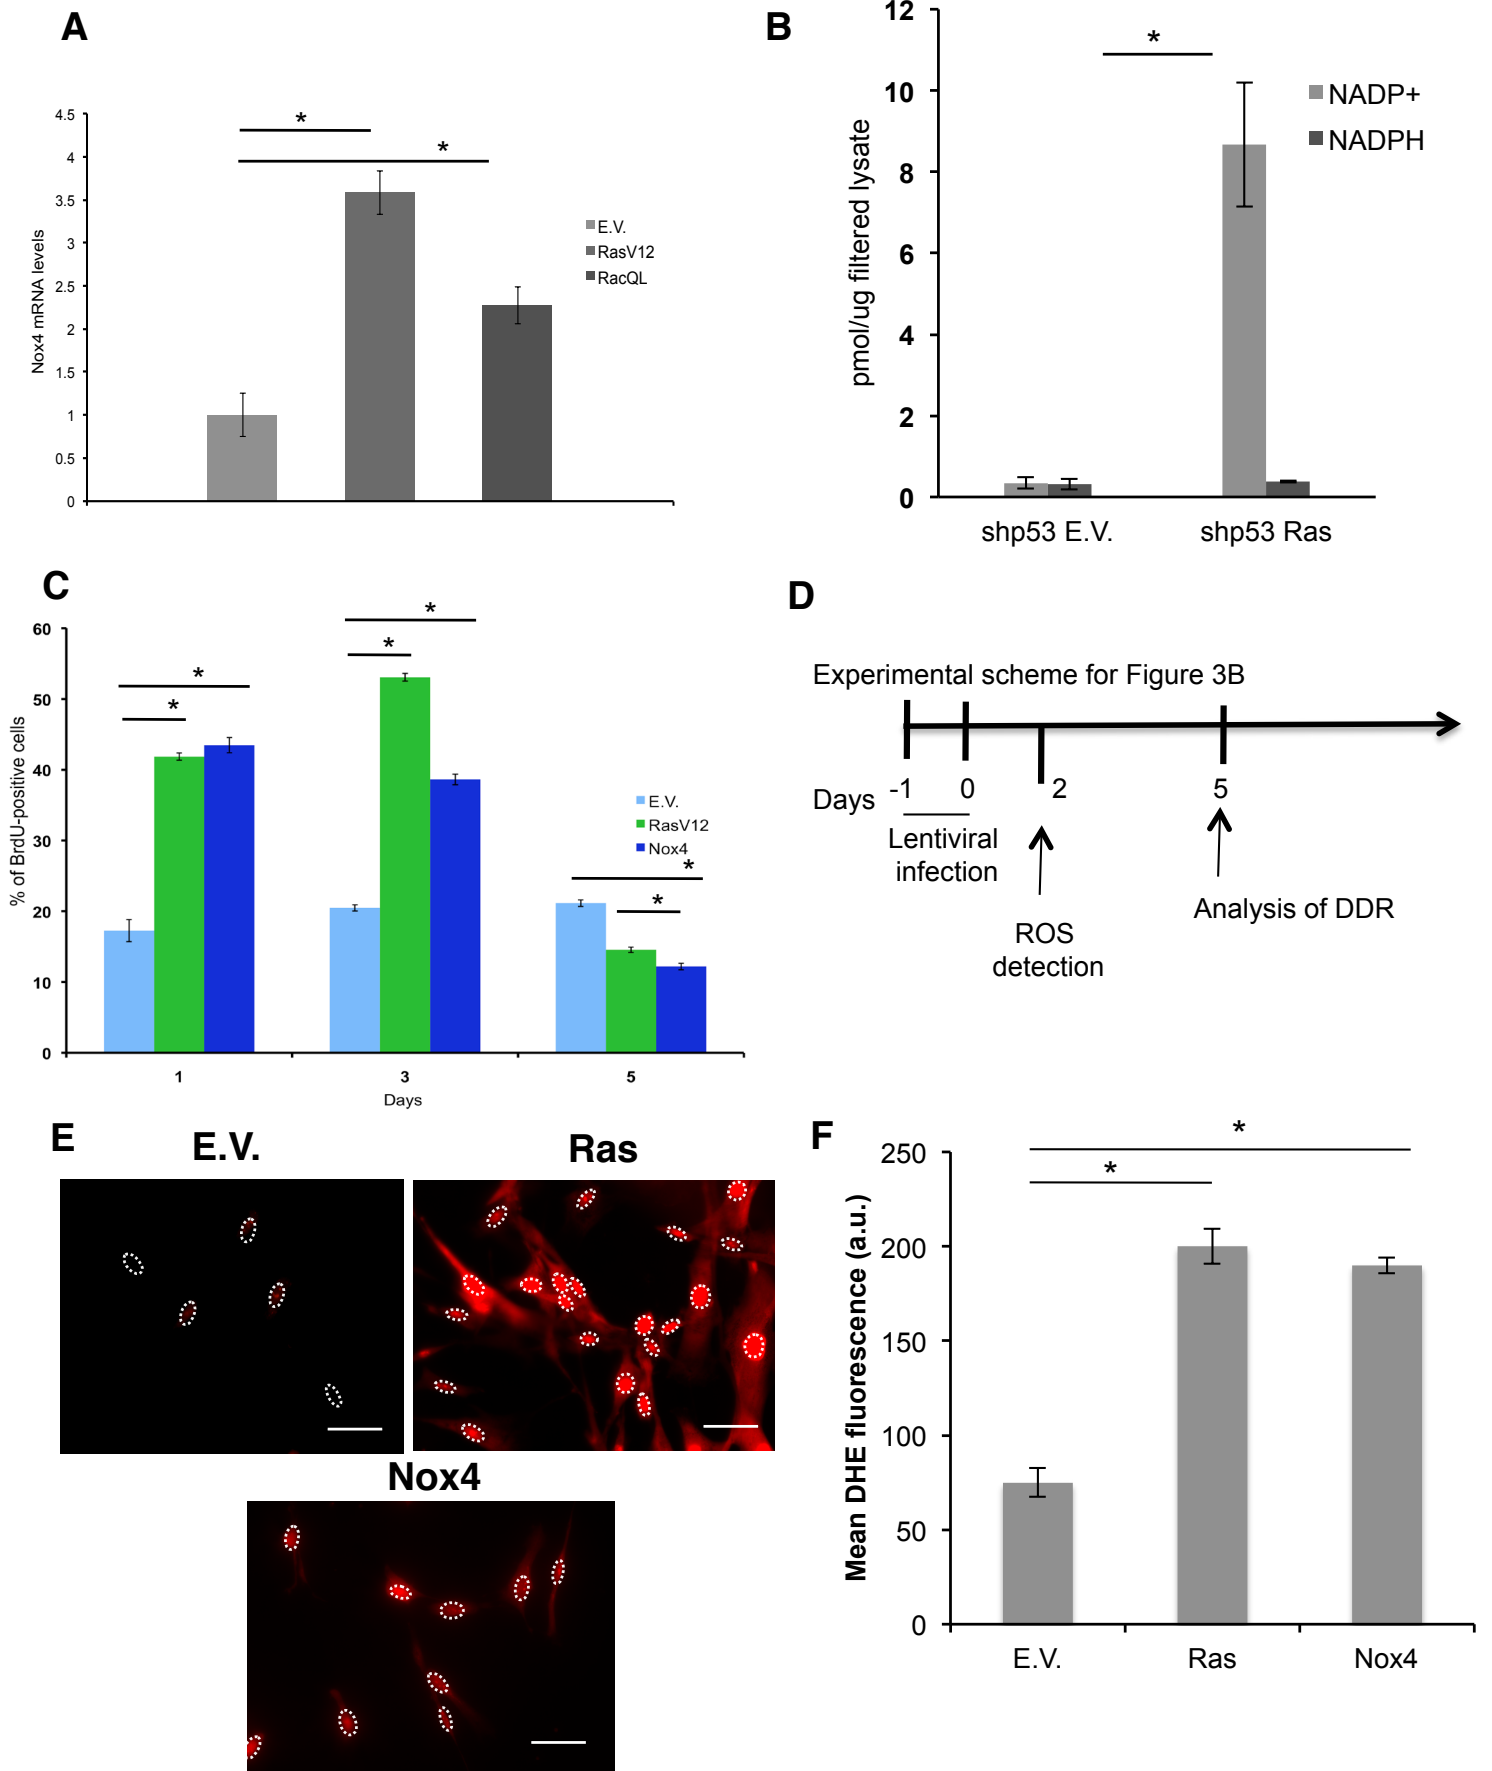 A
4.5
4
3.5
3
2.5
2
1.5
1
0.5
0
Nox4 mRNA levels
*
*
E.V.
RasV12
RacQL
B
12
10
8
6
4
2
0
pmol/ug filtered lysate
*
NADP+
NADPH
shp53 E.V.
shp53 Ras
C
60
50
40
30
20
10
0
% of BrdU-positive cells
*
*
*
*
*
*
E.V.
RasV12
Nox4
1
3
5
Days
D
Experimental scheme for Figure 3B
Days
-1
0
2
5
Lentiviral
infection
ROS
detection
Analysis of DDR
E
E.V.
Ras
Nox4
F
250
200
150
100
50
0
Mean DHE fluorescence (a.u.)
*
*
E.V.
Ras
Nox4